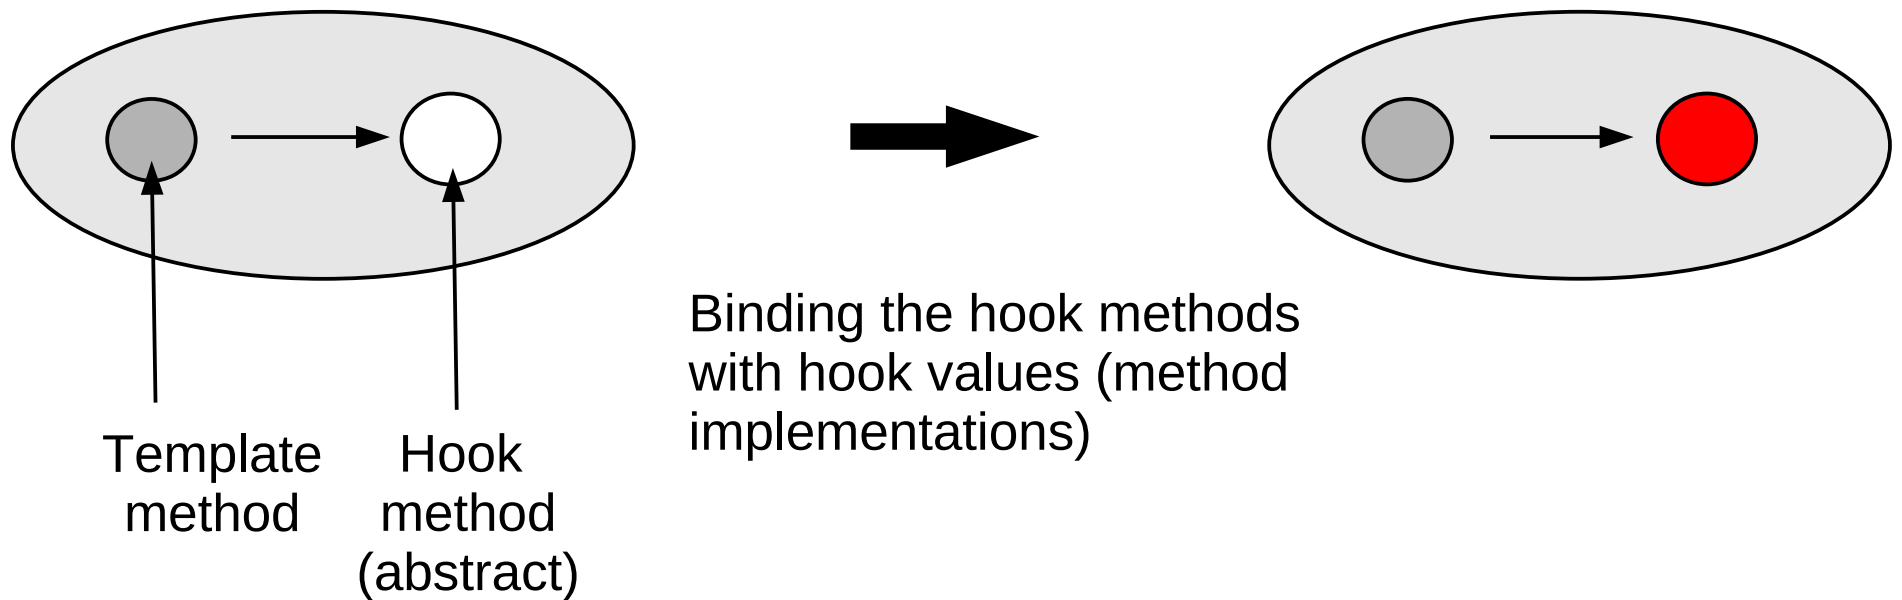 Binding the hook methods
with hook values (method
implementations)
Template
method
Hook
method
(abstract)